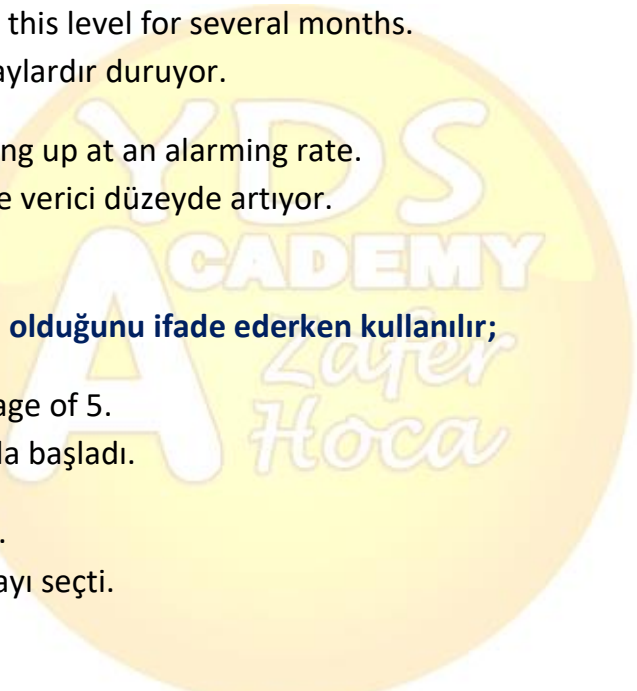 this level for several months.
aylardır duruyor.
ng up at an alarming rate.
e verici düzeyde artıyor.
olduğunu ifade ederken kullanılır;
age of 5.
la başladı.
.
ayı seçti.
YDS
ACADEMY
Zafer
Hoca